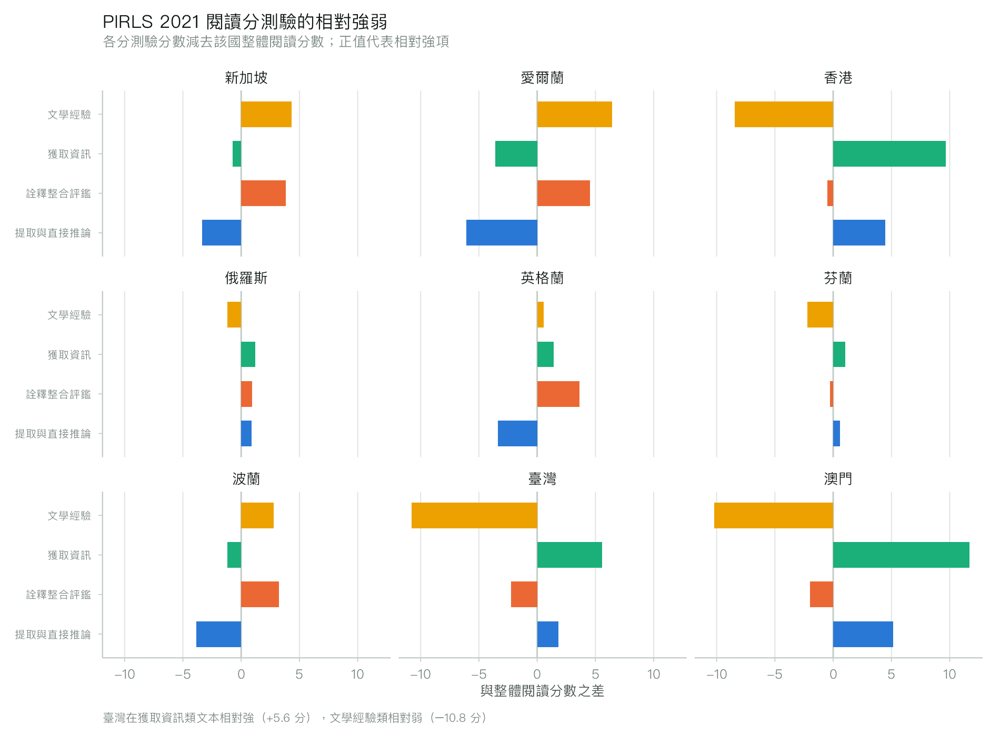 PIRLS 2021 閱讀分測驗的相對強弱
各分測驗分數減去該國整體閱讀分數；正值代表相對強項
新加坡 愛爾蘭 香港
文學經驗
獲取資訊
詮釋整合評鑑
提取與直接推論
俄羅斯 英格蘭 芬蘭
文學經驗
獲取資訊
詮釋整合評鑑
提取與直接推論
波蘭 臺灣 澳門
文學經驗
獲取資訊
詮釋整合評鑑
提取與直接推論
−10 −5 0 5 10 −10 −5 0 5 10 −10 −5 0 5 10
與整體閱讀分數之差
臺灣在獲取資訊類文本相對強（+5.6 分），文學經驗類相對弱（−10.8 分）